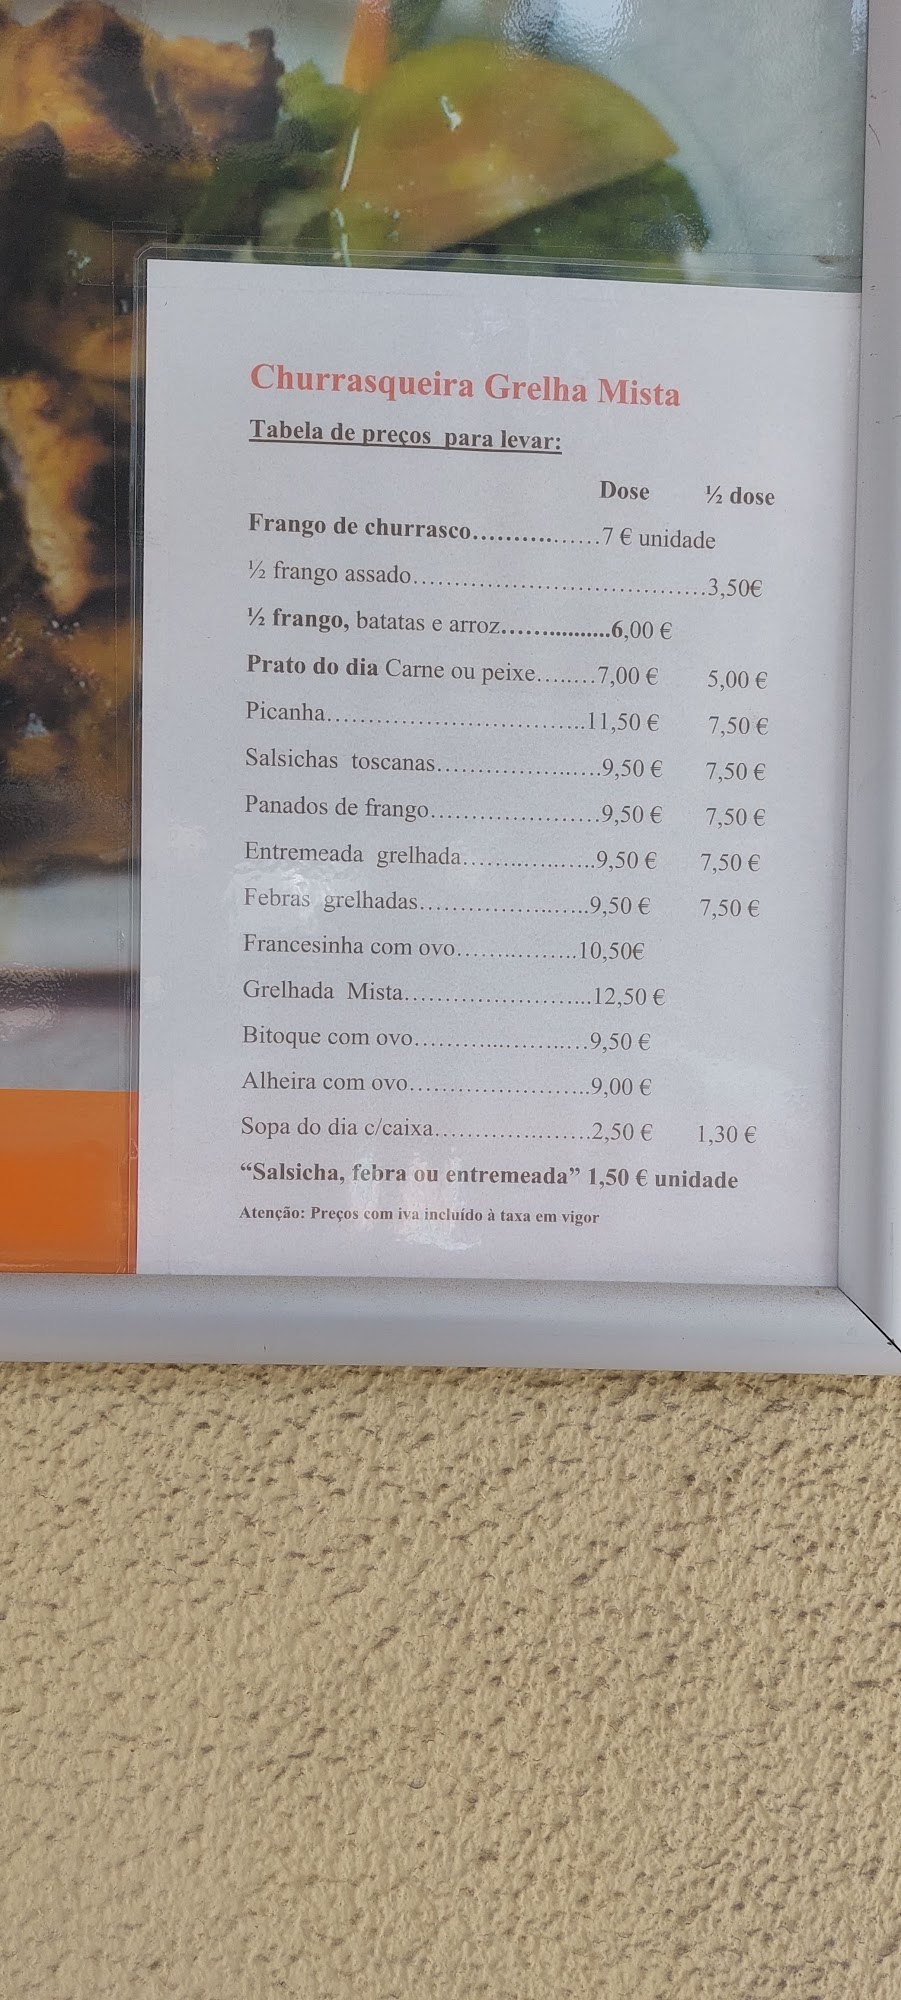 Churrasqueira Grelha Mista
Tabela de preços para levar:
Dose ½ dose
Frango de churrasco................7 € unidade
½ frango assado.....................................3,50€
½ frango, batatas e arroz................6,00 €
Prato do dia Carne ou peixe........7,00 € 5,00 €
Picanha.................................11,50 € 7,50 €
Salsichas toscanas.....................9,50 € 7,50 €
Panados de frango.....................9,50 € 7,50 €
Entremeada grelhada.................9,50 € 7,50 €
Febras grelhadas......................9,50 € 7,50 €
Francesinha com ovo................10,50€
Grelhada Mista........................12,50 €
Bitoque com ovo......................9,50 €
Alheira com ovo.......................9,00 €
Sopa do dia c/caixa....................2,50 € 1,30 €
“Salsicha, febra ou entremeada” 1,50 € unidade
Atenção: Preços com iva incluído à taxa em vigor